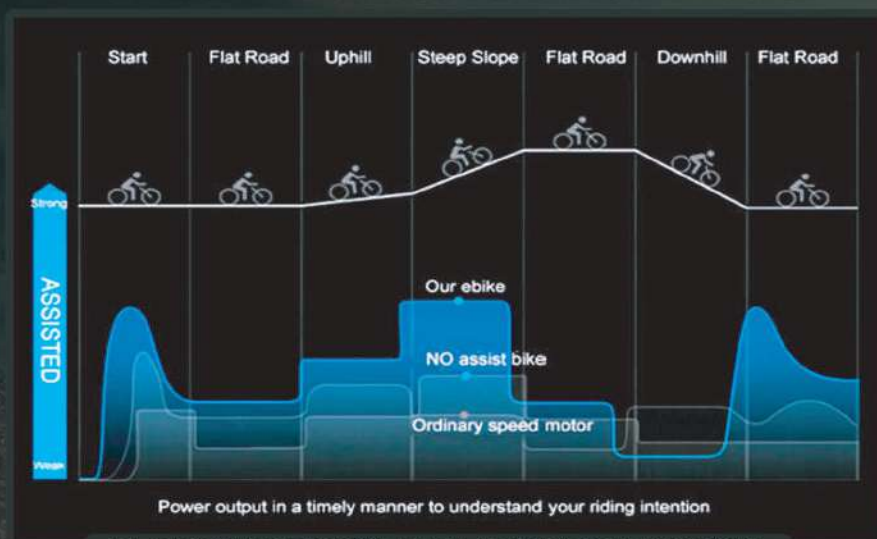 Start Flat Road Uphill Steep Slope Flat Road Downhill Flat Road
Strong
ASSISTED
Weak
Our ebike
NO assist bike
Ordinary speed motor
Power output in a timely manner to understand your riding intention